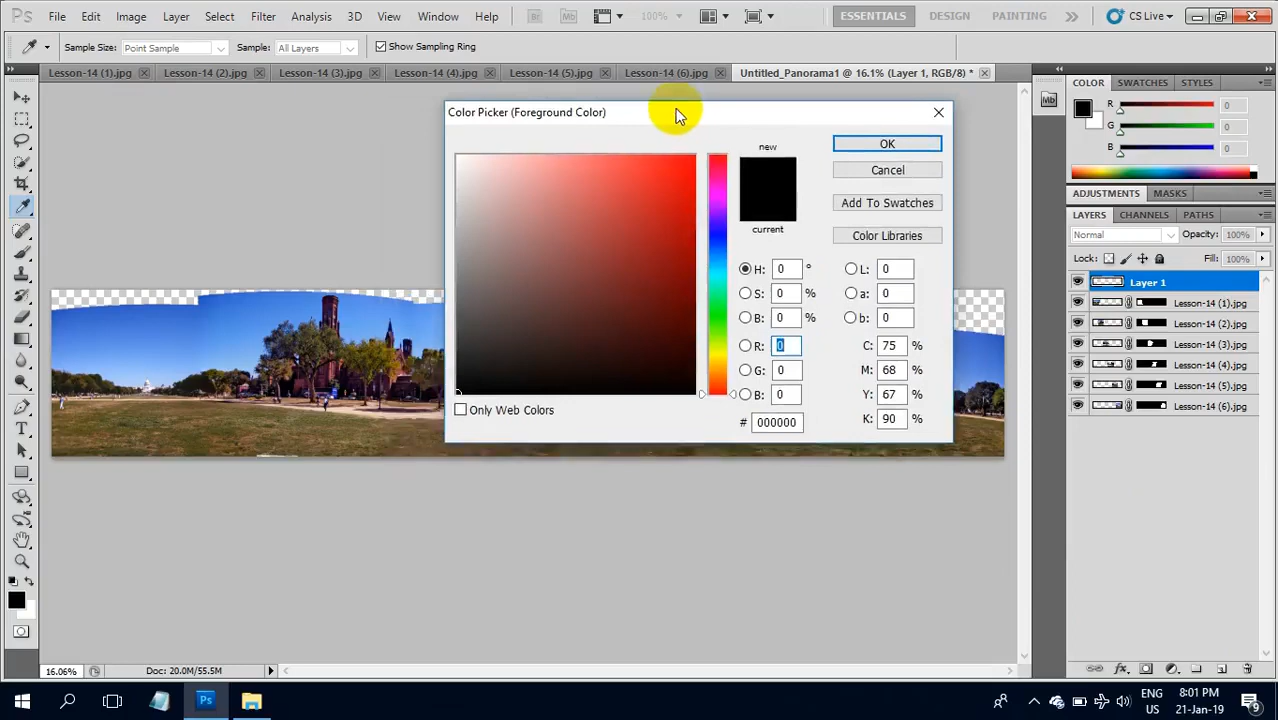 Ps File Edit Image Layer Select Filter Analysis 3D View Window Help Br Mb 100% ESSENTIALS DESIGN PAINTING CS Live
Sample Size: Point Sample Sample: All Layers Show Sampling Ring
Lesson-14 (1).jpg Lesson-14 (2).jpg Lesson-14 (3).jpg Lesson-14 (4).jpg Lesson-14 (5).jpg Lesson-14 (6).jpg Untitled_Panorama1 @ 16.1% (Layer 1, RGB/8) *
COLOR SWATCHES STYLES
Mb
R 0
G 0
B 0
ADJUSTMENTS MASKS
LAYERS CHANNELS PATHS
Normal Opacity: 100%
Lock: Fill: 100%
Layer 1
Lesson-14 (1).jpg
Lesson-14 (2).jpg
Lesson-14 (3).jpg
Lesson-14 (4).jpg
Lesson-14 (5).jpg
Lesson-14 (6).jpg
Color Picker (Foreground Color)
new
current
OK
Cancel
Add To Swatches
Color Libraries
H: 0 ° L: 0
S: 0 % a: 0
B: 0 % b: 0
R: 0 C: 75 %
G: 0 M: 68 %
B: 0 Y: 67 %
# 000000 K: 90 %
Only Web Colors
T
16.06% Doc: 20.0M/55.5M
fx
Ps
ENG
US
8:01 PM
21-Jan-19
9